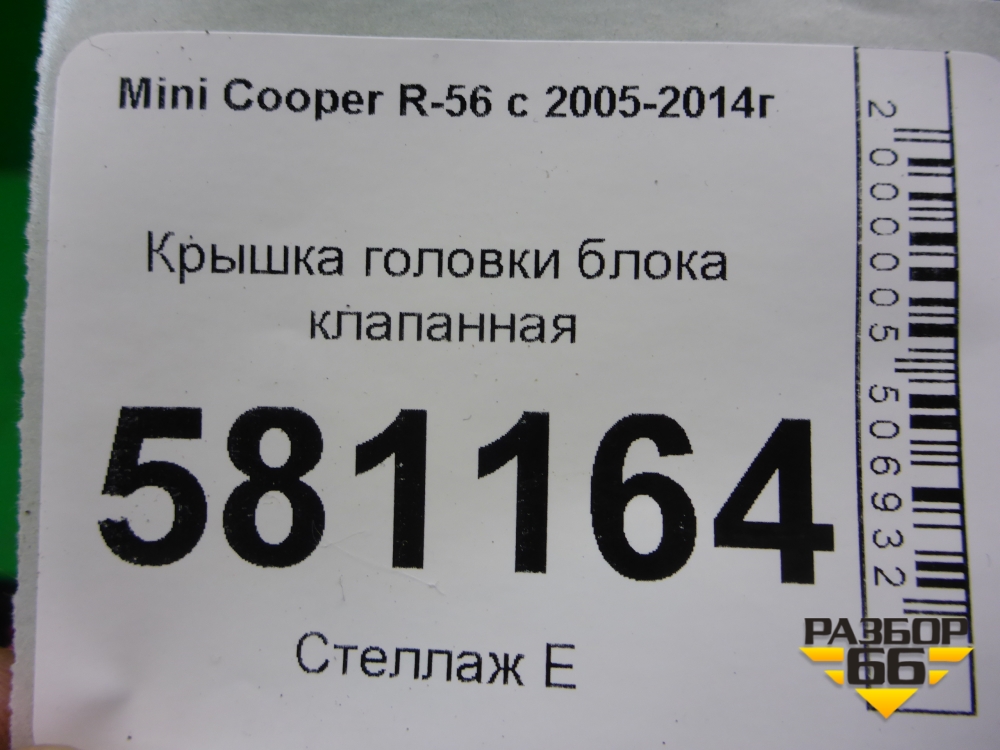 Mini Cooper R-56 с 2005-2014г
Крышка головки блока
клапанная
581164
Стеллаж Е
2000005506932
РАЗБОР
66